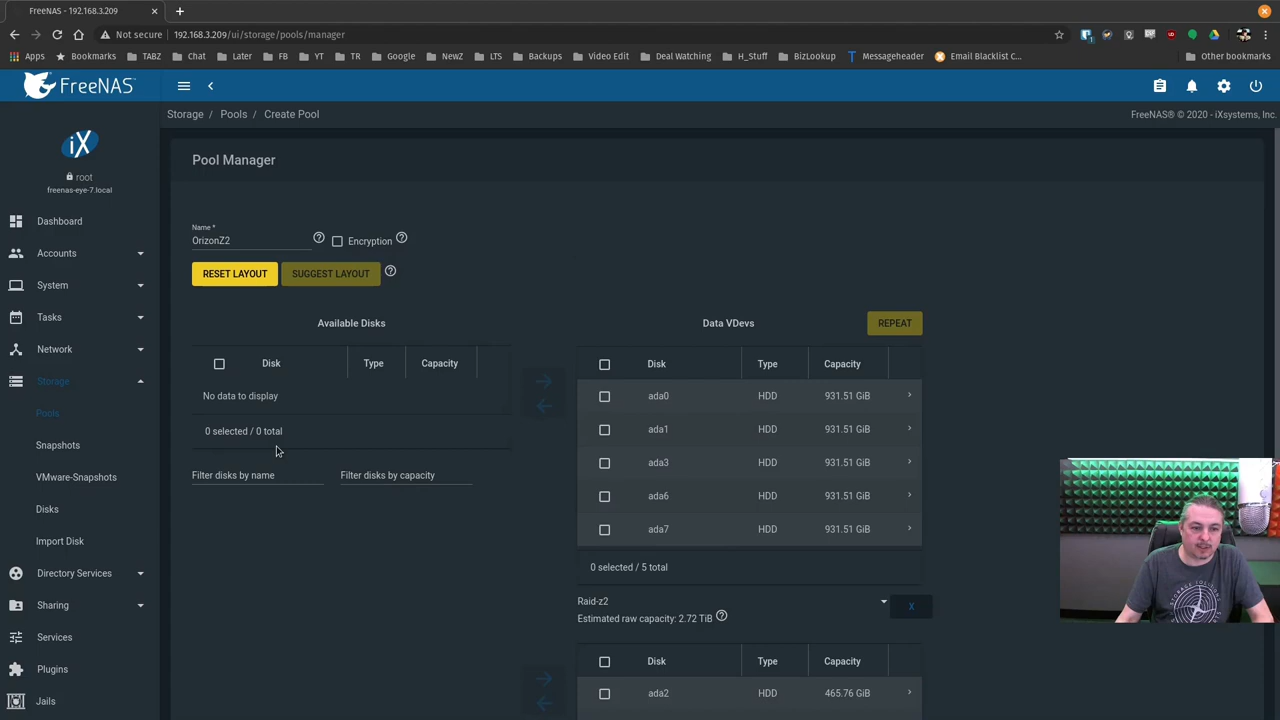 FreeNAS - 192.168.3.209
Not secure 192.168.3.209/ui/storage/pools/manager
Apps Bookmarks TABZ Chat Later FB YT TR Google NewZ LTS Backups Video Edit Deal Watching H_Stuff BizLookup Messageheader Email Blacklist C... Other bookmarks
FreeNAS
Storage / Pools / Create Pool
FreeNAS® © 2020 - iXsystems, Inc.
iX
root
freenas-eye-7.local
Dashboard
Accounts
System
Tasks
Network
Storage
Pools
Snapshots
VMware-Snapshots
Disks
Import Disk
Directory Services
Sharing
Services
Plugins
Jails
Pool Manager
Name *
OrizonZ2
Encryption
RESET LAYOUT SUGGEST LAYOUT
Available Disks
Disk Type Capacity
No data to display
0 selected / 0 total
Filter disks by name Filter disks by capacity
Data VDevs REPEAT
Disk Type Capacity
ada0 HDD 931.51 GiB
ada1 HDD 931.51 GiB
ada3 HDD 931.51 GiB
ada6 HDD 931.51 GiB
ada7 HDD 931.51 GiB
0 selected / 5 total
Raid-z2
X
Estimated raw capacity: 2.72 TiB
Disk Type Capacity
ada2 HDD 465.76 GiB